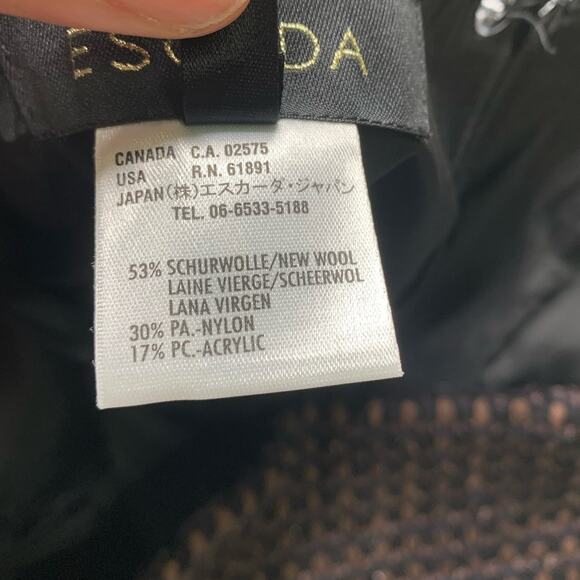 ESCADA
CANADA C.A. 02575
USA R.N. 61891
JAPAN(株)エスカーダ・ジャパン
TEL. 06-6533-5188
53% SCHURWOLLE/NEW WOOL
LAINE VIERGE/SCHEERWOL
LANA VIRGEN
30% PA.-NYLON
17% PC.-ACRYLIC